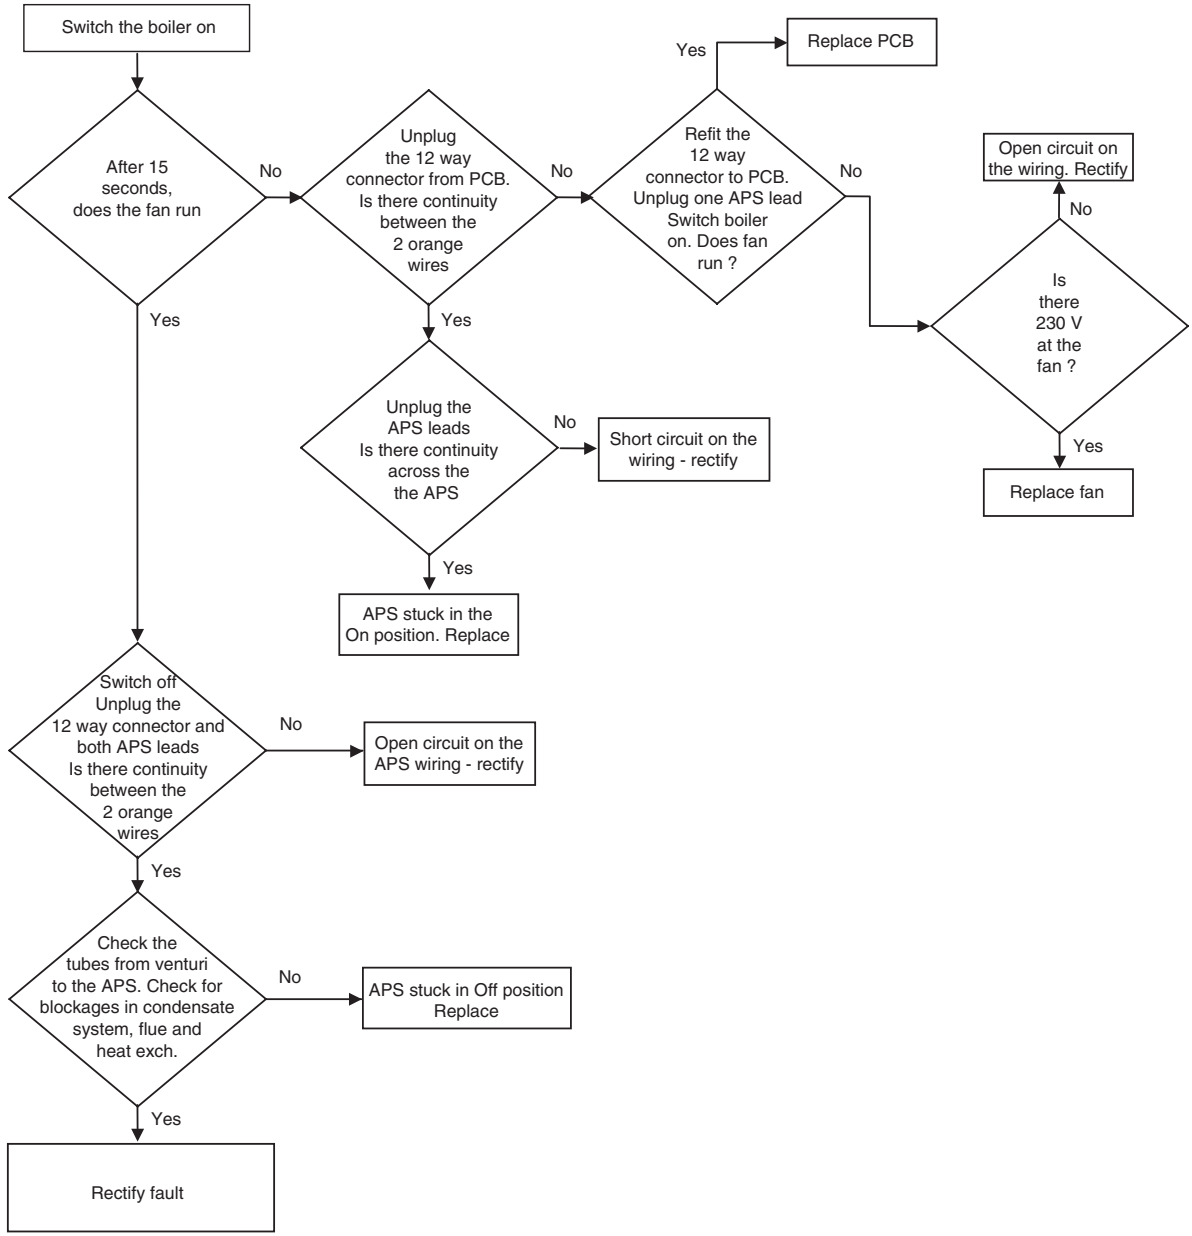 Switch the boiler on
After 15
seconds,
does the fan run
No
Yes
Unplug
the 12 way
connector from PCB.
Is there continuity
between the
2 orange
wires
No
Yes
Refit the
12 way
connector to PCB.
Unplug one APS lead
Switch boiler
on. Does fan
run ?
Yes
Replace PCB
No
Is
there
230 V
at the
fan ?
No
Open circuit on
the wiring. Rectify
Yes
Replace fan
Unplug the
APS leads
Is there continuity
across the
the APS
No
Short circuit on the
wiring - rectify
Yes
APS stuck in the
On position. Replace
Switch off
Unplug the
12 way connector and
both APS leads
Is there continuity
between the
2 orange
wires
No
Open circuit on the
APS wiring - rectify
Yes
Check the
tubes from venturi
to the APS. Check for
blockages in condensate
system, flue and
heat exch.
No
APS stuck in Off position
Replace
Yes
Rectify fault